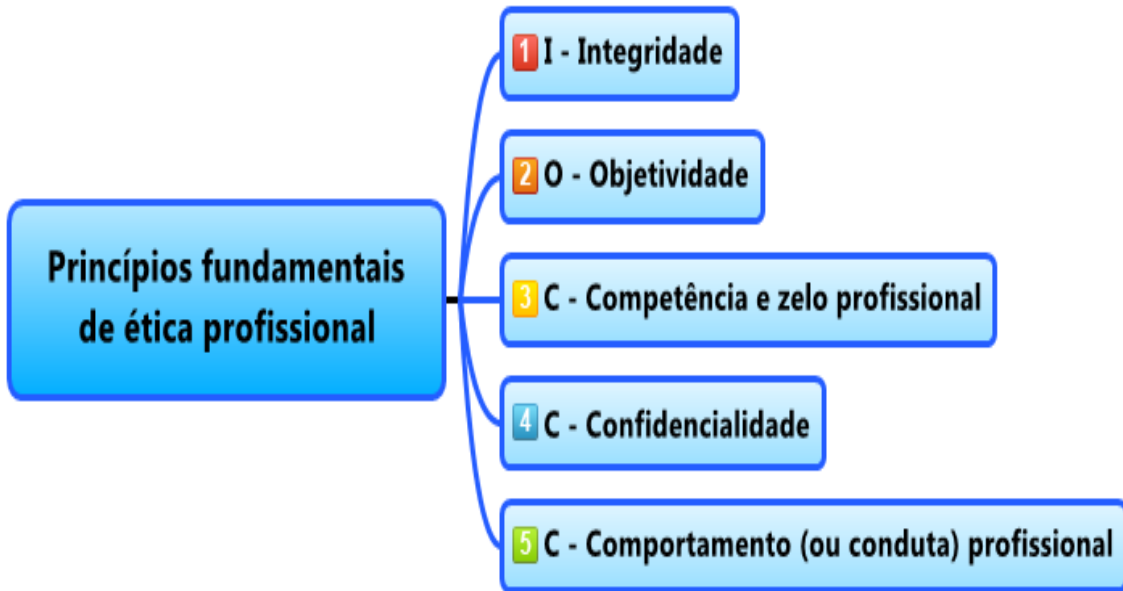 Princípios fundamentais
de ética profissional
1 I - Integridade
2 O - Objetividade
3 C - Competência e zelo profissional
4 C - Confidencialidade
5 C - Comportamento (ou conduta) profissional